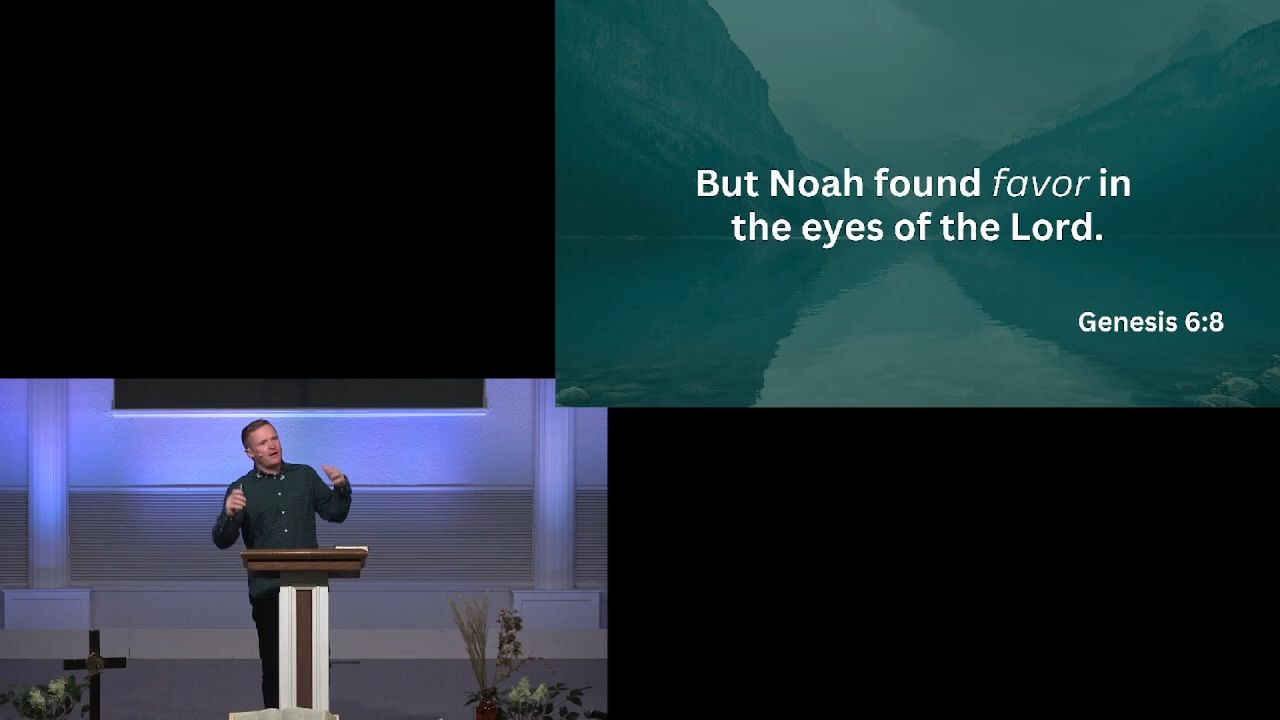 But Noah found favor in
the eyes of the Lord.
Genesis 6:8